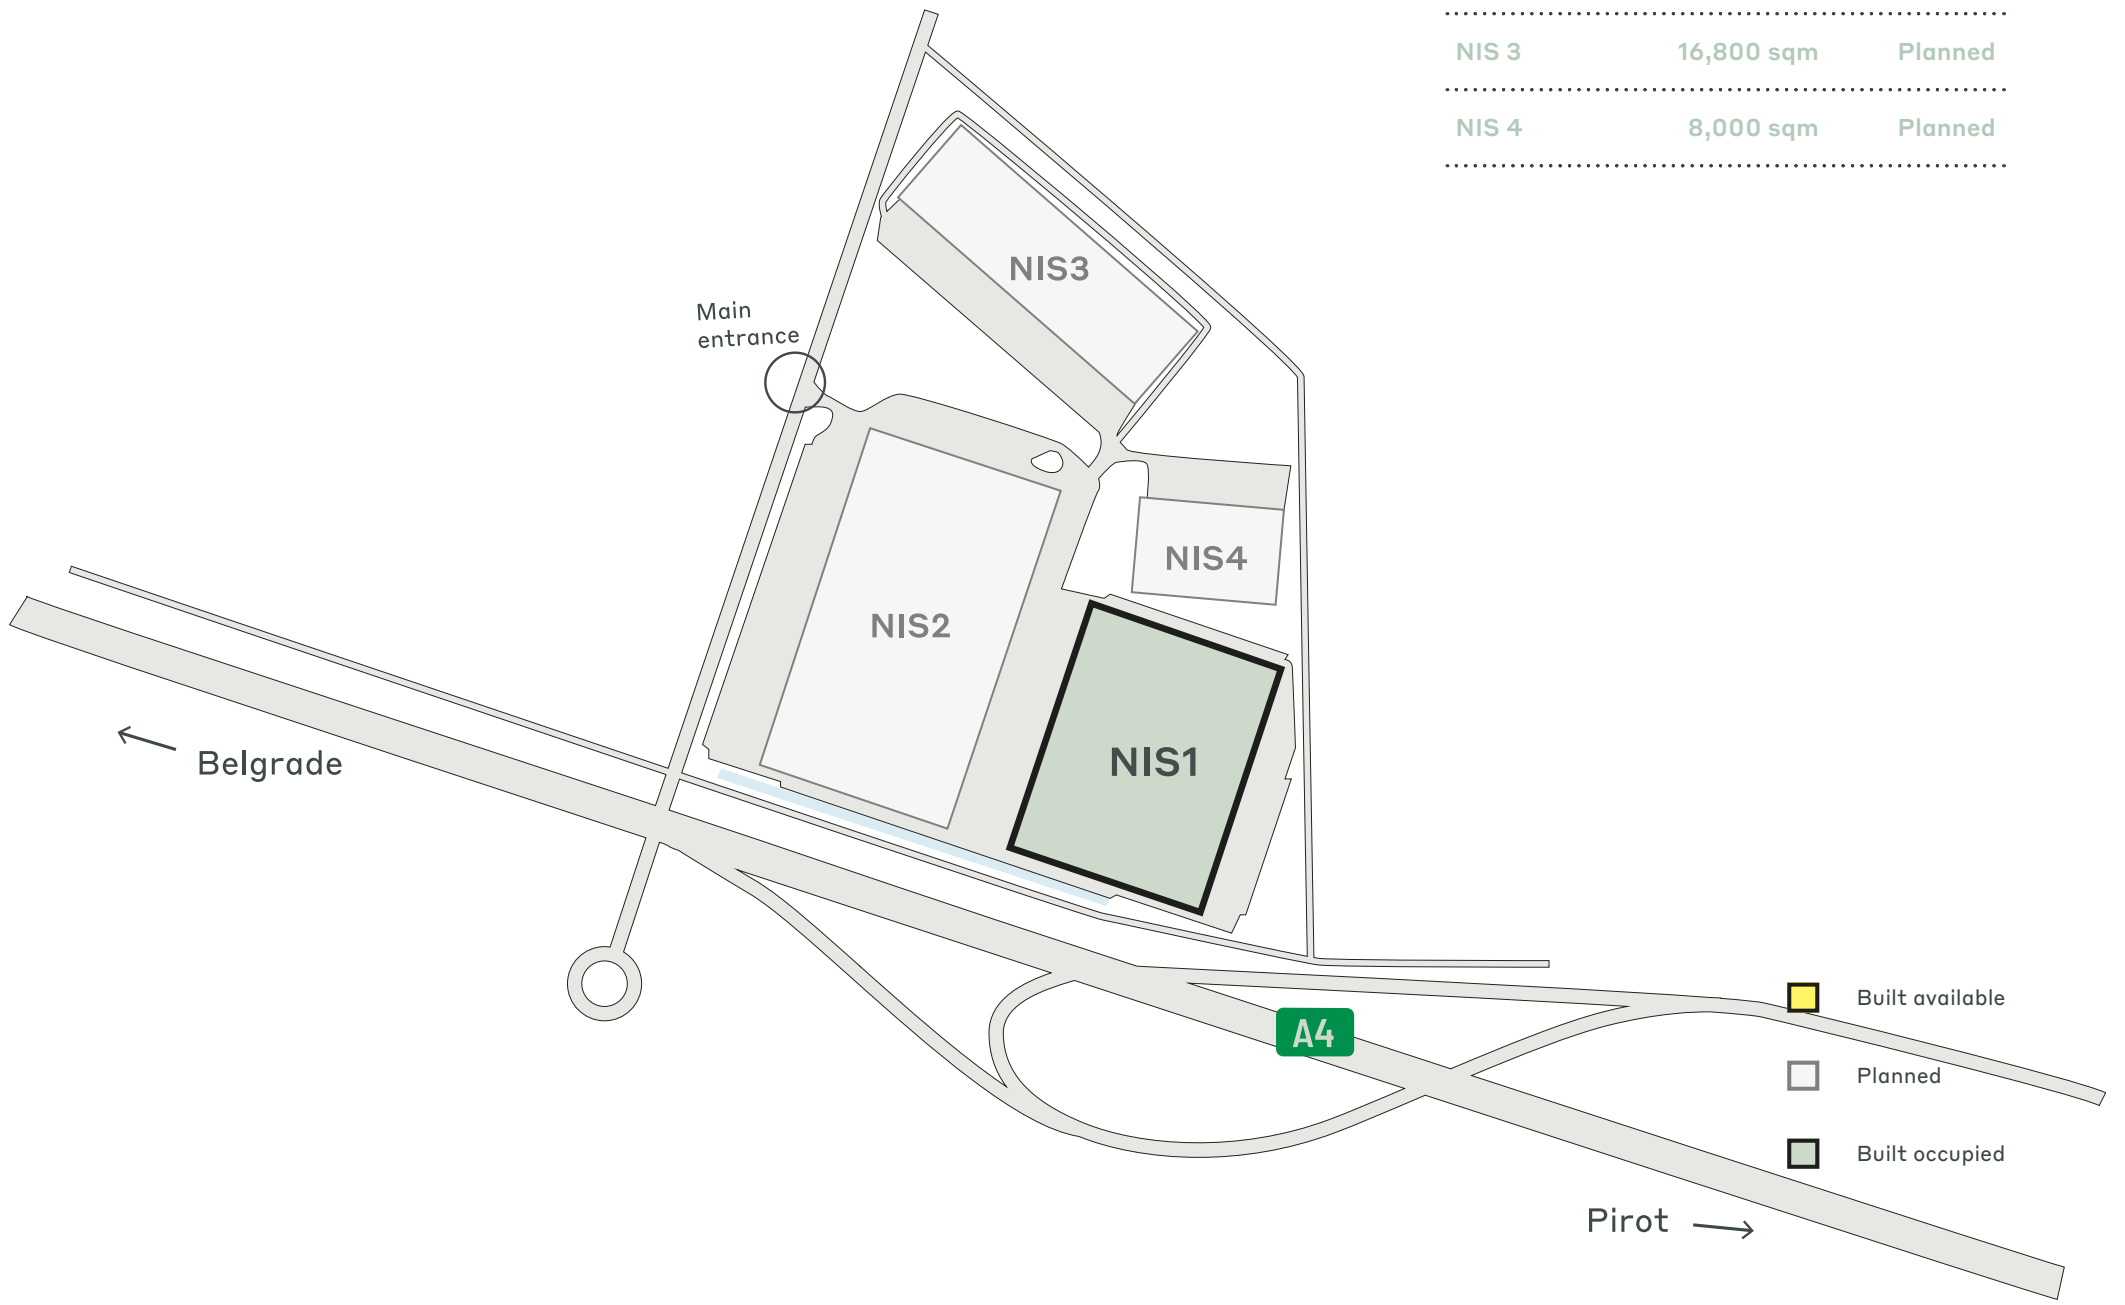 NIS 3 16,800 sqm Planned
NIS 4 8,000 sqm Planned
NIS3
Main
entrance
NIS4
NIS2
NIS1
Belgrade
A4
Built available
Planned
Built occupied
Pirot